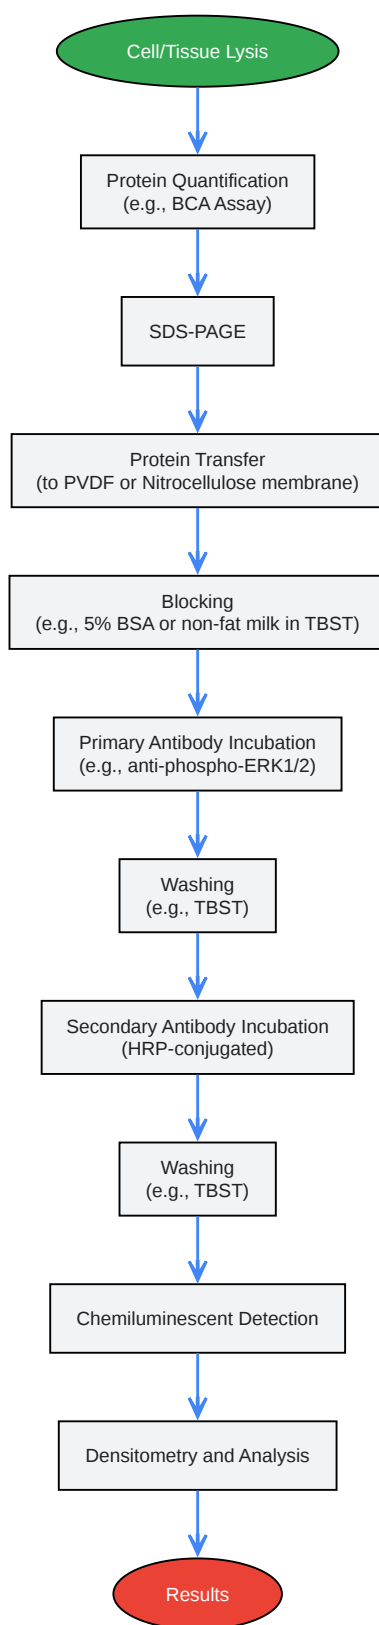 Cell/Tissue Lysis
Protein Quantification
(e.g., BCA Assay)
SDS-PAGE
Protein Transfer
(to PVDF or Nitrocellulose membrane)
Blocking
(e.g., 5% BSA or non-fat milk in TBST)
Primary Antibody Incubation
(e.g., anti-phospho-ERK1/2)
Washing
(e.g., TBST)
Secondary Antibody Incubation
(HRP-conjugated)
Washing
(e.g., TBST)
Chemiluminescent Detection
Densitometry and Analysis
Results